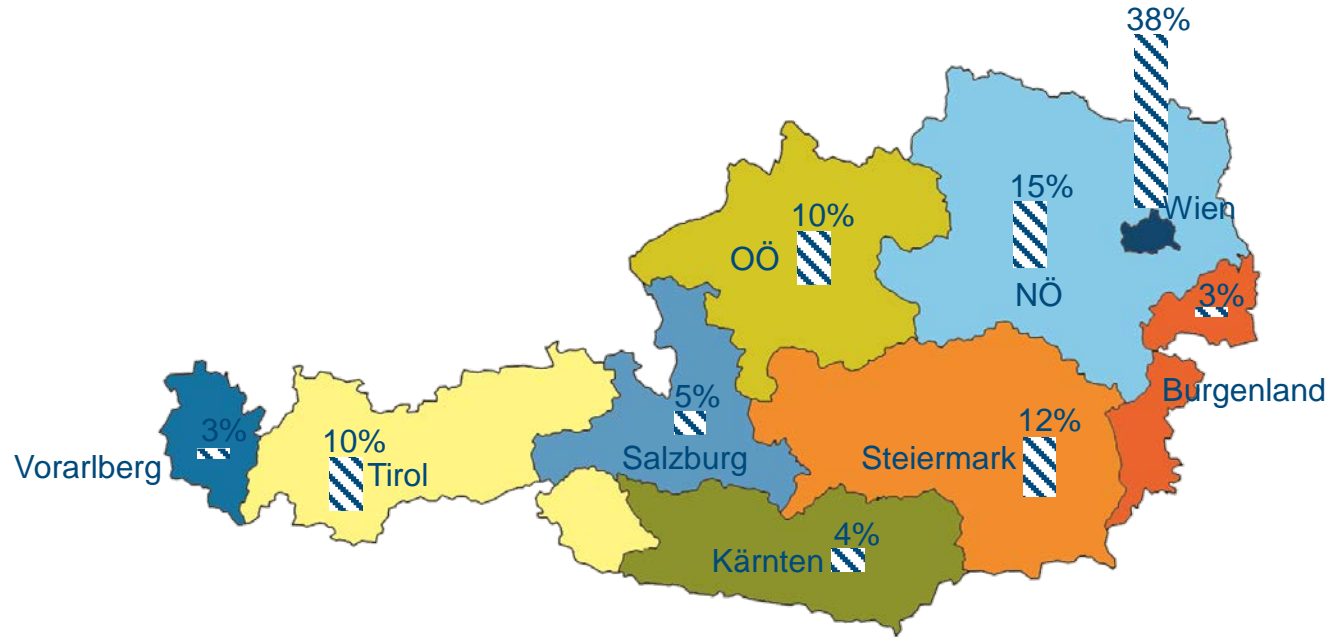 38%
15%
Wien
10%
OÖ
NÖ
3%
Burgenland
5%
3%
12%
10%
Vorarlberg
Tirol
Salzburg
Steiermark
4%
Kärnten